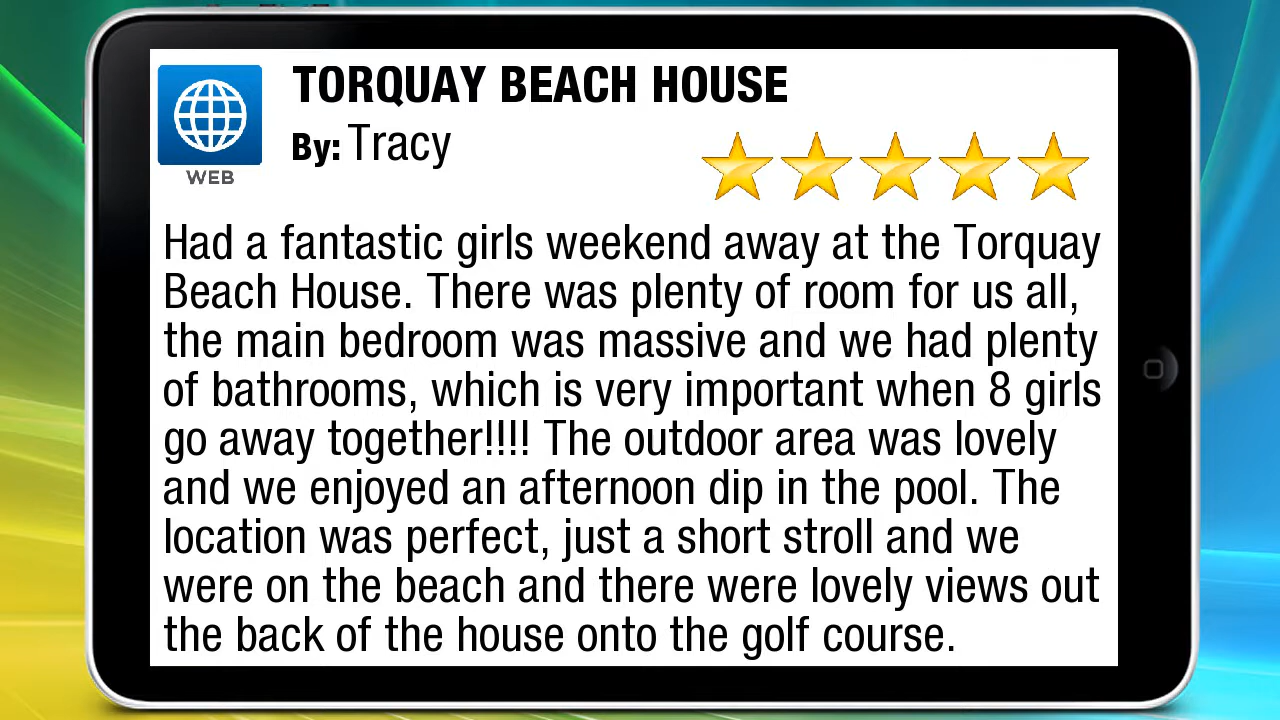 TORQUAY BEACH HOUSE
By: Tracy
WEB
Had a fantastic girls weekend away at the Torquay
Beach House. There was plenty of room for us all,
the main bedroom was massive and we had plenty
of bathrooms, which is very important when 8 girls
go away together!!!! The outdoor area was lovely
and we enjoyed an afternoon dip in the pool. The
location was perfect, just a short stroll and we
were on the beach and there were lovely views out
the back of the house onto the golf course.